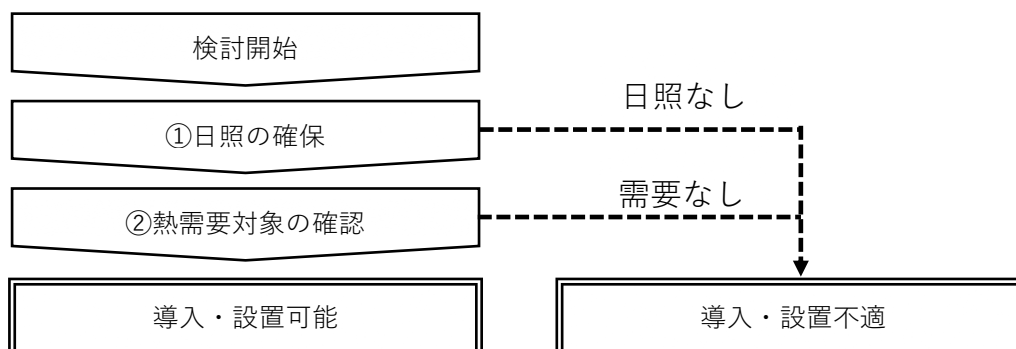 検討開始
日照なし
①日照の確保
需要なし
②熱需要対象の確認
導入・設置可能
導入・設置不適